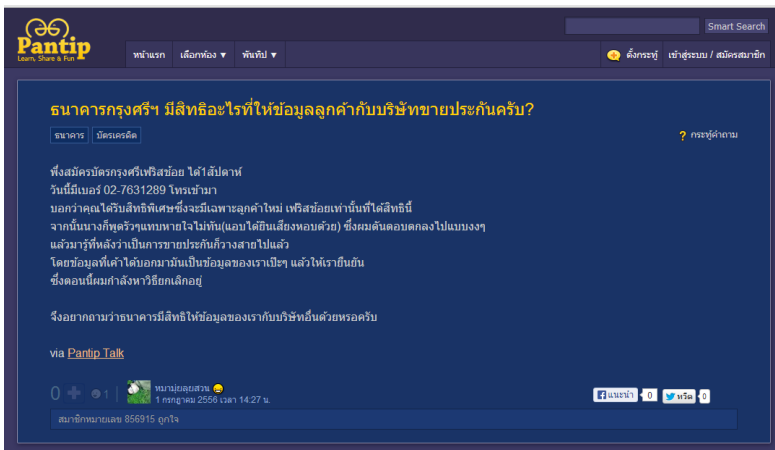 Smart Search
Pantip
Learn, Share & Fun
หน้าแรก เลือกห้อง ▼ พันทิป ▼ ตั้งกระทู้ เข้าสู่ระบบ / สมัครสมาชิก
ธนาคารกรุงศรีฯ มีสิทธิอะไรที่ให้ข้อมูลลูกค้ากับบริษัทขายประกันครับ?
ธนาคาร บัตรเครดิต ? กระทู้คำถาม
พึ่งสมัครบัตรกรุงศรีเฟริสช้อย ได้1สัปดาห์
วันนี้มีเบอร์ 02-7631289 โทรเข้ามา
บอกว่าคุณได้รับสิทธิพิเศษซึ่งจะมีเฉพาะลูกค้าใหม่ เฟริสช้อยเท่านั้นที่ได้สิทธินี้
จากนั้นนางก็พูดรัวๆแทบหายใจไม่ทัน(แอบได้ยินเสียงหอบด้วย) ซึ่งผมดันตอบตกลงไปแบบงงๆ
แล้วมารู้ที่หลังว่าเป็นการขายประกันก็วางสายไปแล้ว
โดยข้อมูลที่เค้าได้บอกมามันเป็นข้อมูลของเราเป๊ะๆ แล้วให้เรายืนยัน
ซึ่งตอนนี้ผมกำลังหาวิธียกเลิกอยู่
จึงอยากถามว่าธนาคารมีสิทธิให้ข้อมูลของเรากับบริษัทอื่นด้วยหรอครับ
via Pantip Talk
0 + 1 หมามุ่ยลุยสวน
1 กรกฎาคม 2556 เวลา 14:27 น.
แนะนำ 0 ทวีต 0
สมาชิกหมายเลข 856915 ถูกใจ